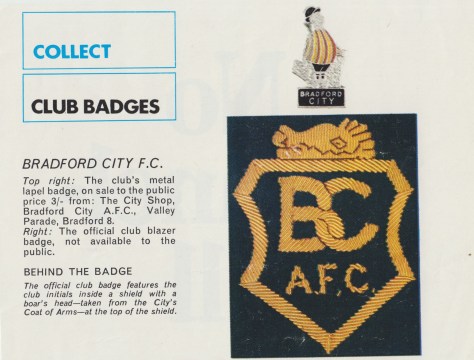 COLLECT
CLUB BADGES
BRADFORD
CITY
BRADFORD CITY F.C.
Top right: The club's metal
lapel badge, on sale to the public
price 3/- from: The City Shop,
Bradford City A.F.C., Valley
Parade, Bradford 8.
Right: The official club blazer
badge, not available to the
public.
BEHIND THE BADGE
The official club badge features the
club initials inside a shield with a
boar's head—taken from the City's
Coat of Arms—at the top of the shield.
BC
A.F.C.